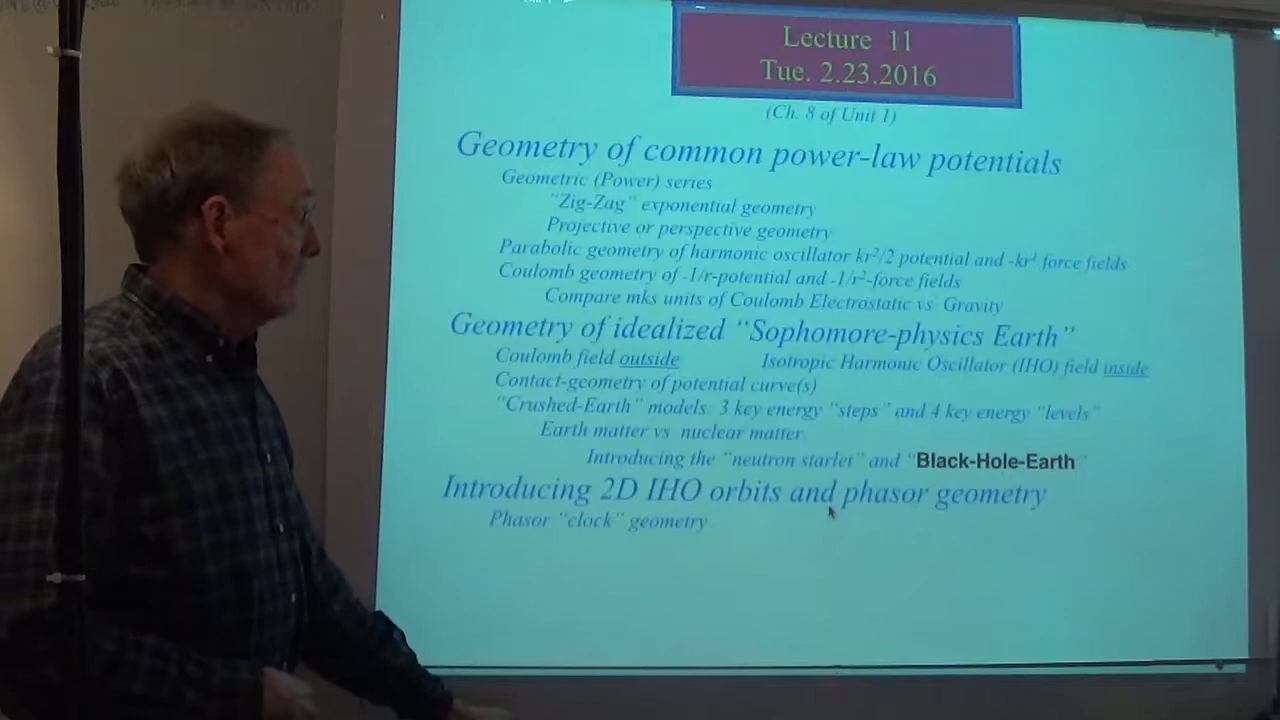 Lecture 11
Tue. 2.23.2016
(Ch. 8 of Unit 1)
Geometry of common power-law potentials
Geometric (Power) series
"Zig-Zag" exponential geometry
Projective or perspective geometry
Parabolic geometry of harmonic oscillator kr²/2 potential and -kr¹ force fields
Coulomb geometry of -1/r-potential and -1/r²-force fields
Compare mks units of Coulomb Electrostatic vs Gravity
Geometry of idealized "Sophomore-physics Earth"
Coulomb field outside Isotropic Harmonic Oscillator (IHO) field inside
Contact-geometry of potential curve(s)
"Crushed-Earth" models: 3 key energy "steps" and 4 key energy "levels"
Earth matter vs nuclear matter:
Introducing the "neutron starlet" and "Black-Hole-Earth"
Introducing 2D IHO orbits and phasor geometry
Phasor "clock" geometry